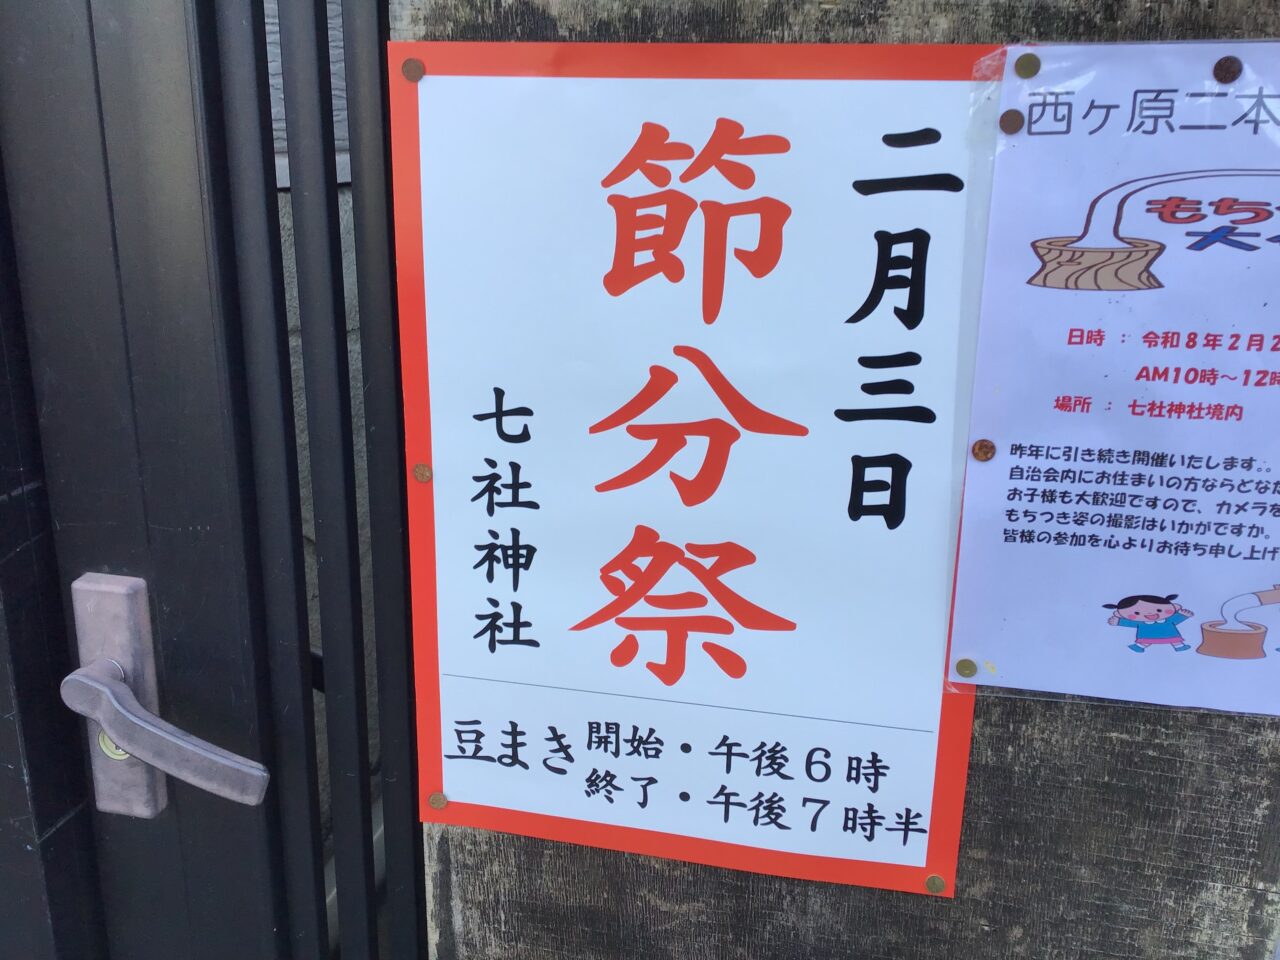 二月三日
節分祭
七社神社
豆まき
開始・午後6時
終了・午後7時半
西ヶ原二本
もち
大
日時 : 令和8年2月2
AM10時～12時
場所 : 七社神社境内
昨年に引き続き開催いたします。
自治会内にお住まいの方ならどな
お子様も大歓迎ですので、カメラを
もちつき姿の撮影はいかがですか。
皆様の参加を心よりお待ち申し上げ